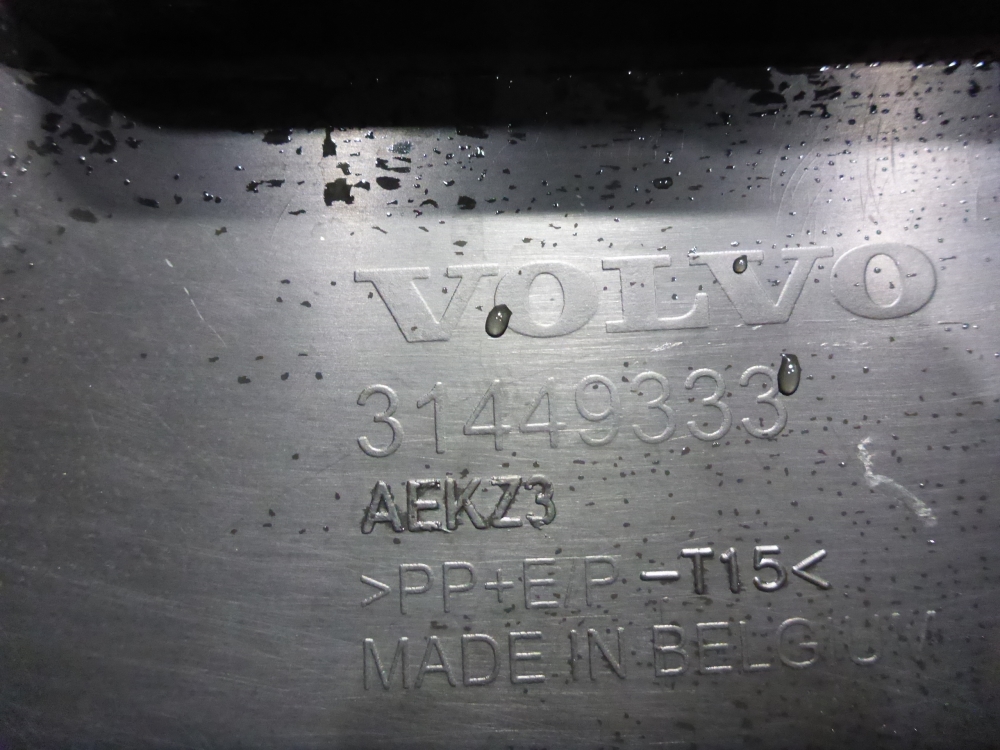 VOLVO
31449333
AEKZ3
>PP+E/P-T15<
MADE IN BELGIUM